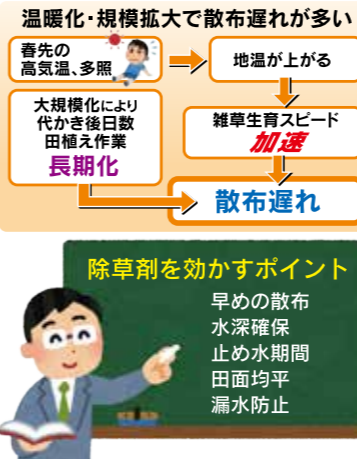 温暖化・規模拡大で散布遅れが多い
春先の
高気温、多照
地温が上がる
大規模化により
代かき後日数
田植え作業
長期化
雑草生育スピード
加速
散布遅れ
除草剤を効かすポイント
早めの散布
水深確保
止め水期間
田面均平
漏水防止